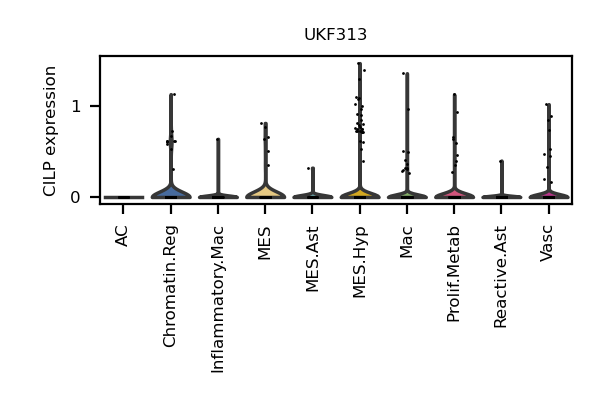 UKF313
CILP expression
1
0
AC
Chromatin.Reg
Inflammatory.Mac
MES
MES.Ast
MES.Hyp
Mac
Prolif.Metab
Reactive.Ast
Vasc